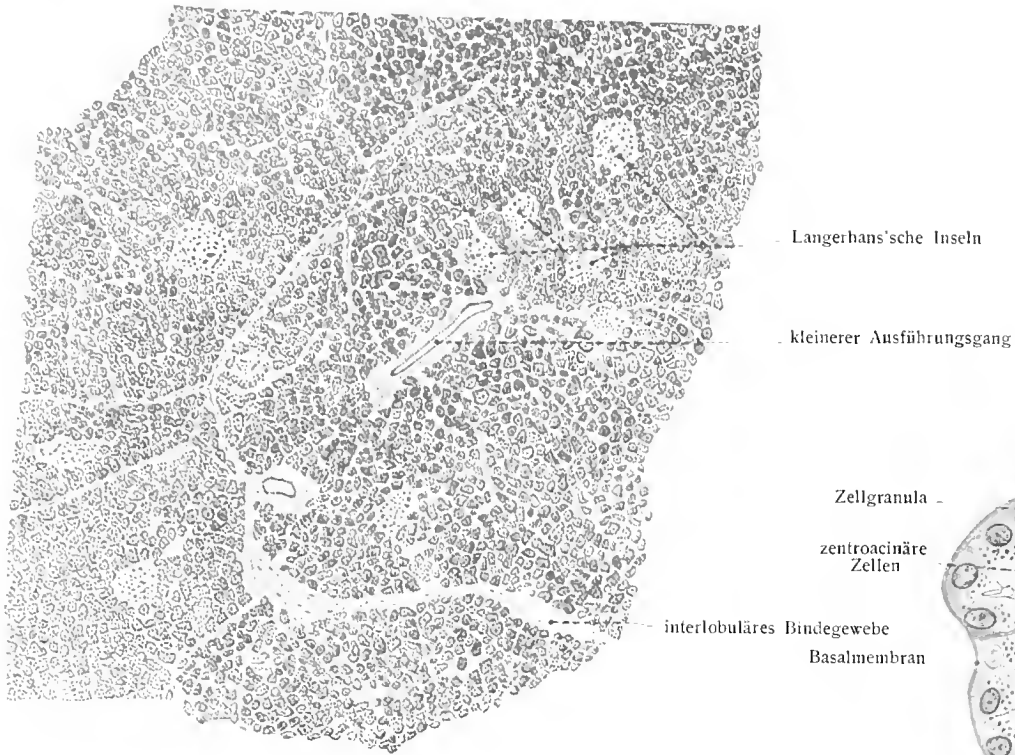 Langerhans'sche Inseln
kleinerer Ausführungsgang
Zellgranula
zentroacinäre
Zellen
interlobuläres Bindegewebe
Basalmembran